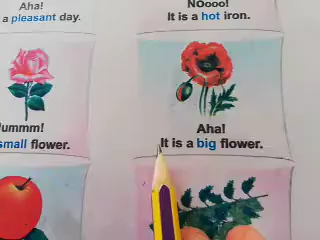 Aha!
a pleasant day.
NOooo!
It is a hot iron.
ummm!
small flower.
Aha!
It is a big flower.